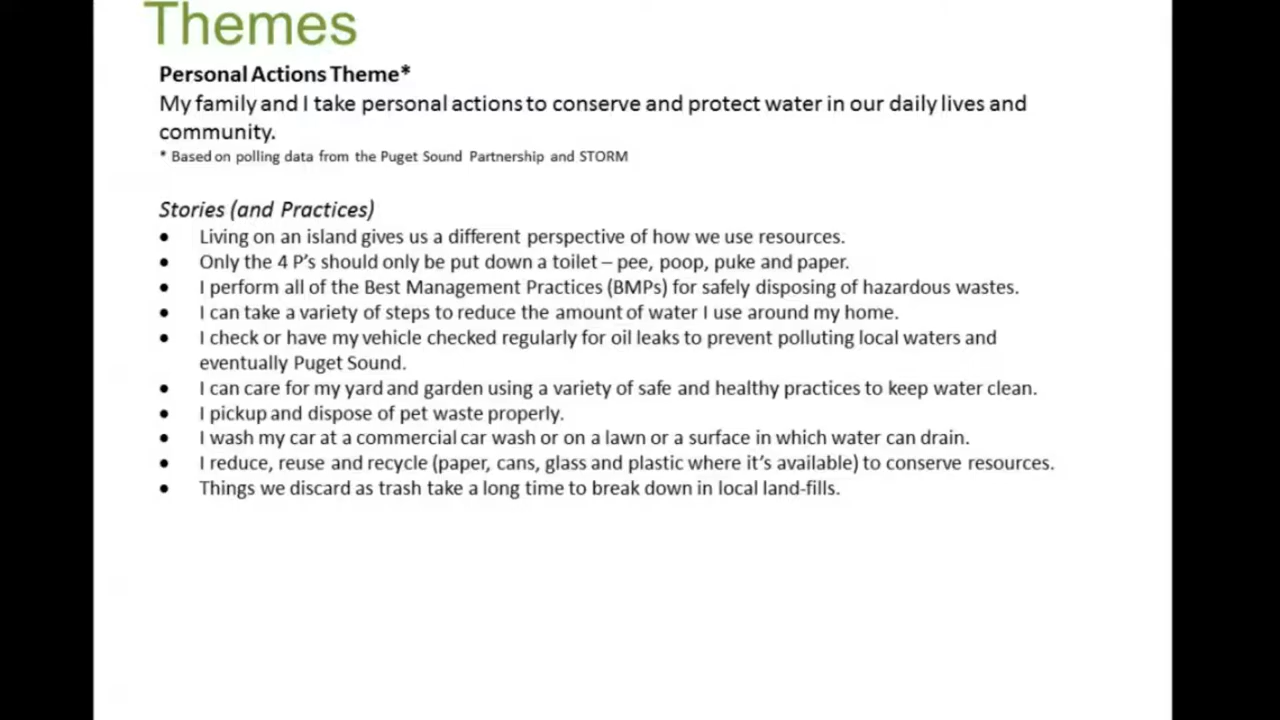 Themes
Personal Actions Theme*
My family and I take personal actions to conserve and protect water in our daily lives and
community.
* Based on polling data from the Puget Sound Partnership and STORM
Stories (and Practices)
• Living on an island gives us a different perspective of how we use resources.
• Only the 4 P's should only be put down a toilet – pee, poop, puke and paper.
• I perform all of the Best Management Practices (BMPs) for safely disposing of hazardous wastes.
• I can take a variety of steps to reduce the amount of water I use around my home.
• I check or have my vehicle checked regularly for oil leaks to prevent polluting local waters and
eventually Puget Sound.
• I can care for my yard and garden using a variety of safe and healthy practices to keep water clean.
• I pickup and dispose of pet waste properly.
• I wash my car at a commercial car wash or on a lawn or a surface in which water can drain.
• I reduce, reuse and recycle (paper, cans, glass and plastic where it's available) to conserve resources.
• Things we discard as trash take a long time to break down in local land-fills.